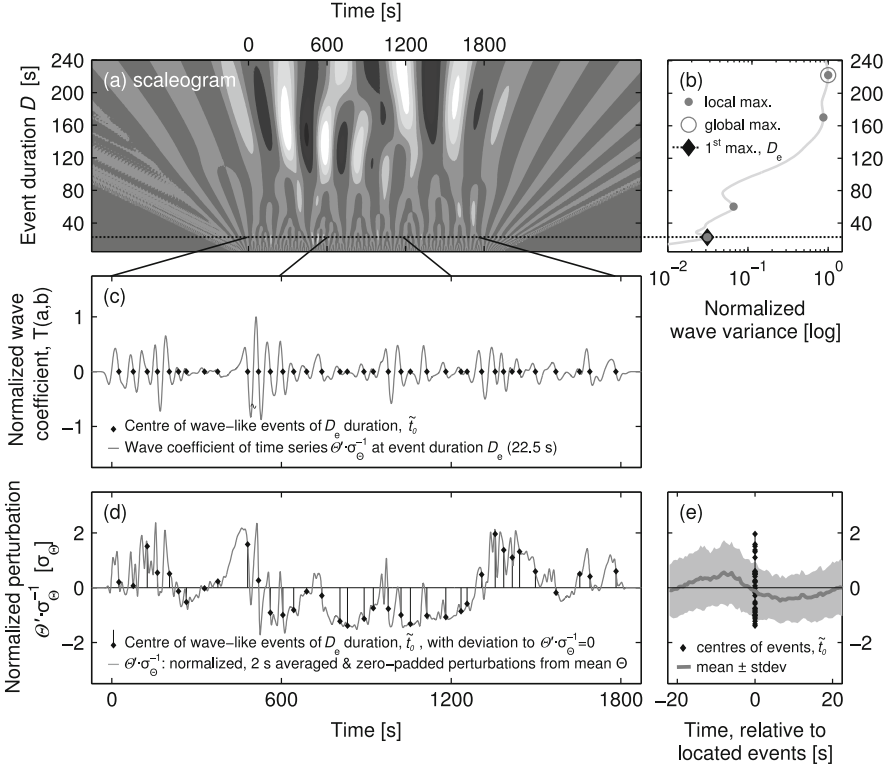 Time [s]
0 600 1200 1800
240
200
160
120
80
40
Event duration D [s]
(a) scaleogram
(b)
local max.
global max.
1st max., De
240
200
160
120
80
40
10−2 10−1 100
Normalized
wave variance [log]
(c)
1
0
−1
Normalized wave
coefficient, T(a,b)
Centre of wave−like events of De duration, t̃0
Wave coefficient of time series Θ'·σΘ−1 at event duration De (22.5 s)
(d)
2
0
−2
Normalized perturbation
Θ'·σΘ−1 [σΘ]
Centre of wave−like events of De duration, t̃0 , with deviation to Θ'·σΘ−1=0
Θ'·σΘ−1: normalized, 2 s averaged & zero−padded perturbations from mean Θ
0 600 1200 1800
Time [s]
(e)
2
0
−2
centres of events, t̃0
mean ± stdev
−20 0 20
Time, relative to
located events [s]